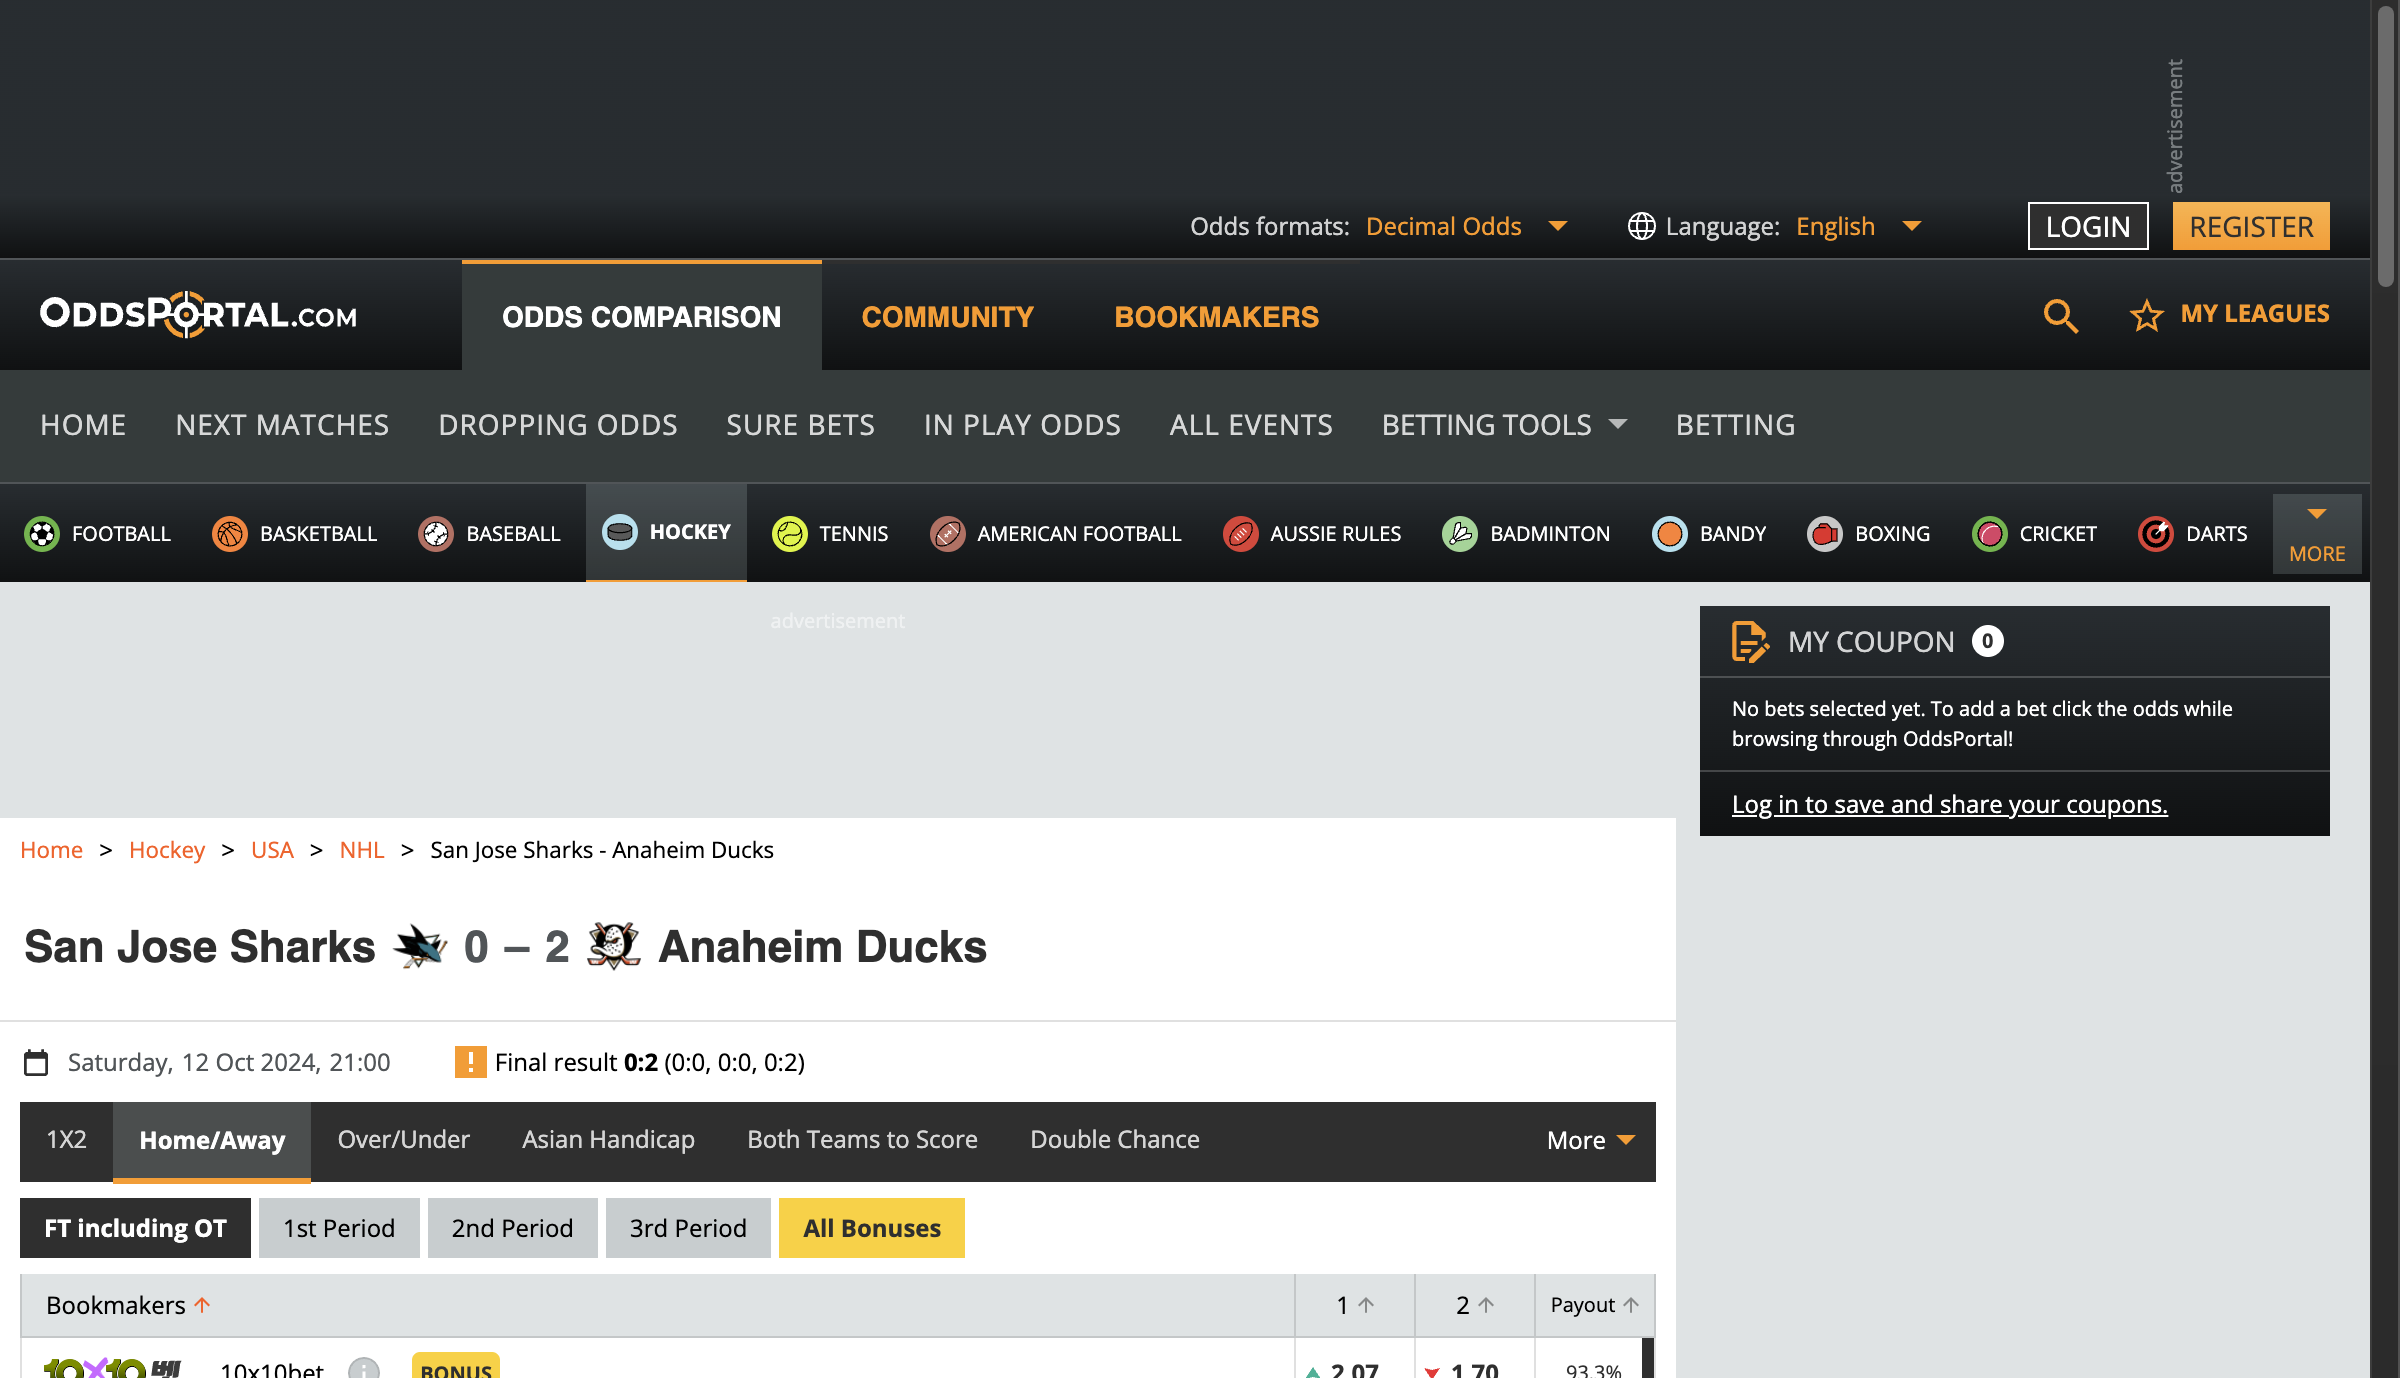 advertisement
Odds formats: Decimal Odds Language: English LOGIN REGISTER
ODDSPORTAL.COM ODDS COMPARISON COMMUNITY BOOKMAKERS MY LEAGUES
HOME NEXT MATCHES DROPPING ODDS SURE BETS IN PLAY ODDS ALL EVENTS BETTING TOOLS BETTING
FOOTBALL BASKETBALL BASEBALL HOCKEY TENNIS AMERICAN FOOTBALL AUSSIE RULES BADMINTON BANDY BOXING CRICKET DARTS MORE
advertisement
MY COUPON 0
No bets selected yet. To add a bet click the odds while
browsing through OddsPortal!
Log in to save and share your coupons.
Home > Hockey > USA > NHL > San Jose Sharks - Anaheim Ducks
San Jose Sharks 0 – 2 Anaheim Ducks
Saturday, 12 Oct 2024, 21:00 Final result 0:2 (0:0, 0:0, 0:2)
1X2 Home/Away Over/Under Asian Handicap Both Teams to Score Double Chance More
FT including OT 1st Period 2nd Period 3rd Period All Bonuses
Bookmakers 1 2 Payout
10x10 10x10bet BONUS 2.07 1.70 93.3%